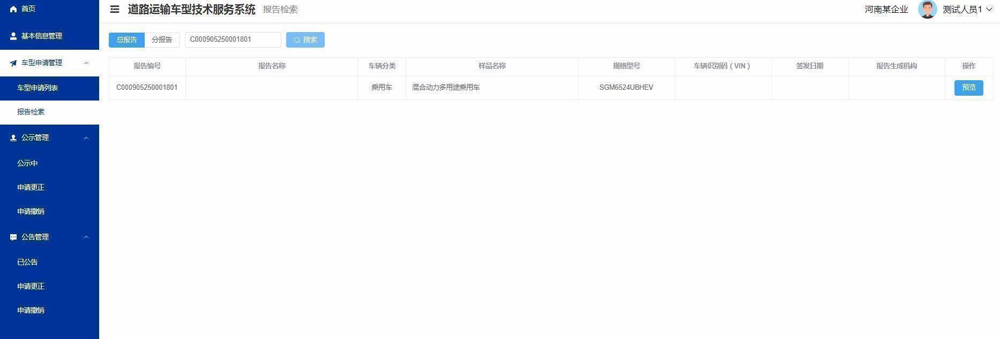 首页
基本信息管理
车型申请管理
车型申请列表
报告检索
公示管理
公示中
申请更正
申请撤销
公告管理
已公告
申请更正
申请撤销
道路运输车型技术服务系统 报告检索
河南某企业 测试人员1
总报告 分报告 C000905250001801 搜索
报告编号 报告名称 车辆分类 样品名称 规格型号 车辆识别码(VIN) 签发日期 报告生成机构 操作
C000905250001801 乘用车 混合动力多用途乘用车 SGM6524UBHEV 预览